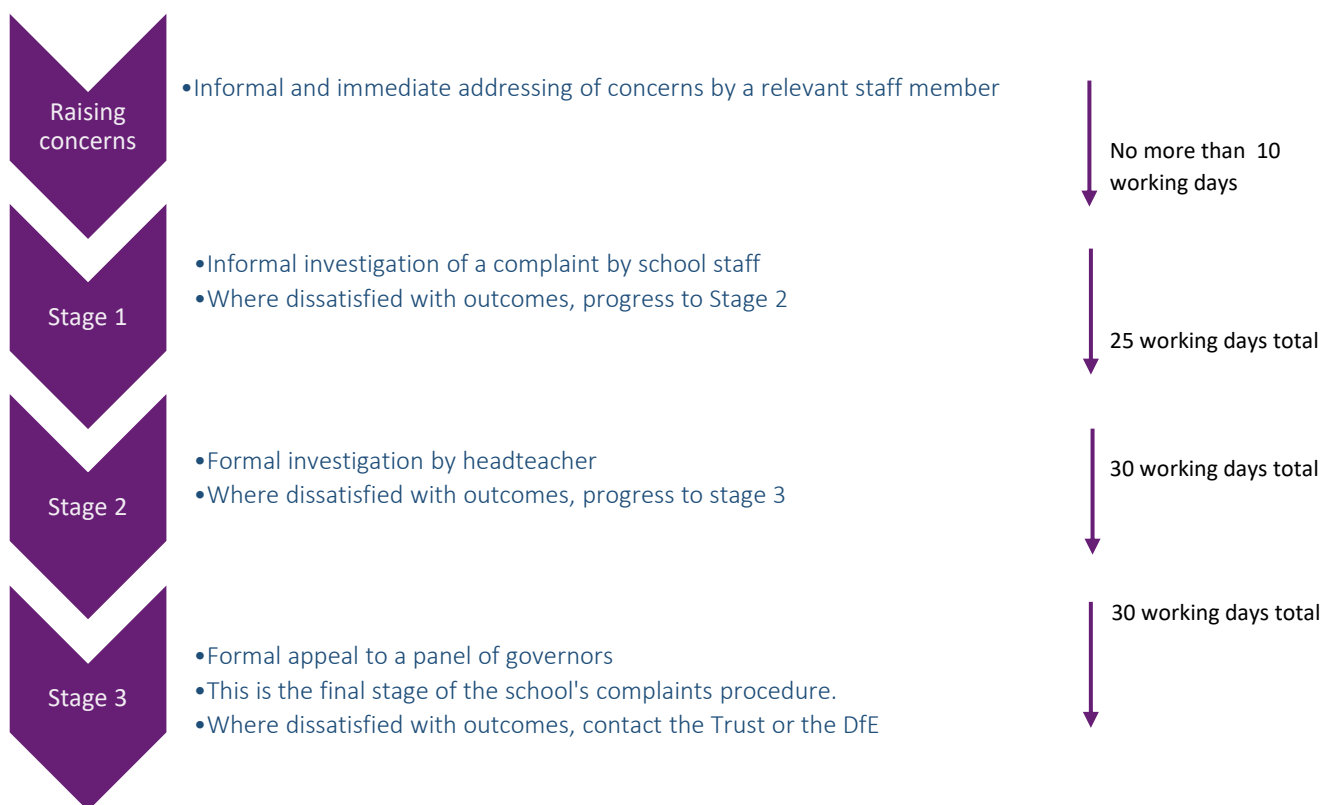 Raising
concerns
•Informal and immediate addressing of concerns by a relevant staff member
No more than 10
working days
Stage 1
•Informal investigation of a complaint by school staff
•Where dissatisfied with outcomes, progress to Stage 2
25 working days total
Stage 2
•Formal investigation by headteacher
•Where dissatisfied with outcomes, progress to stage 3
30 working days total
Stage 3
•Formal appeal to a panel of governors
•This is the final stage of the school's complaints procedure.
•Where dissatisfied with outcomes, contact the Trust or the DfE
30 working days total